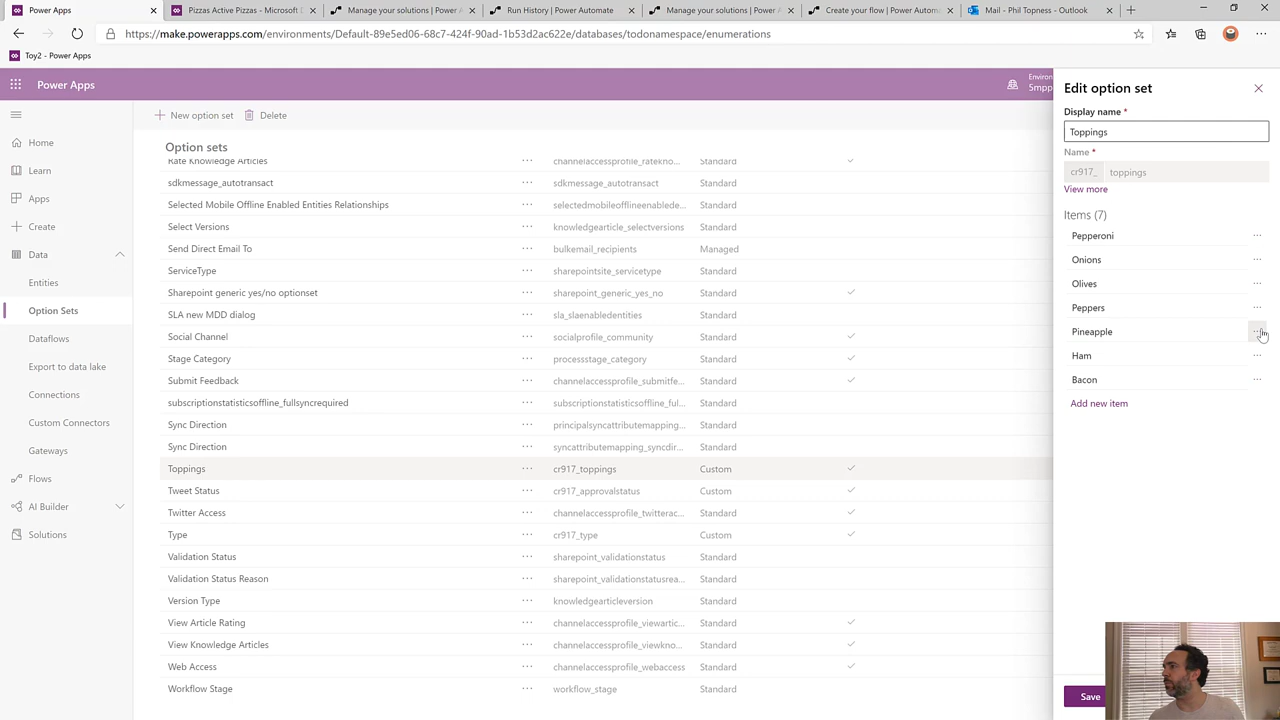 Power Apps
Pizzas Active Pizzas - Microsoft D
Manage your solutions | Power A
Run History | Power Automate
Manage your solutions | Power A
Create your flow | Power Automa
Mail - Phil Topness - Outlook
https://make.powerapps.com/environments/Default-89e5ed06-68c7-424f-90ad-1b53d2ac622e/databases/todonamespace/enumerations
Toy2 - Power Apps
Power Apps
Environ
Smpp
Home
Learn
Apps
Create
Data
Entities
Option Sets
Dataflows
Export to data lake
Connections
Custom Connectors
Gateways
Flows
AI Builder
Solutions
New option set
Delete
Option sets
Rate Knowledge Articles ... channelaccessprofile_ratekno... Standard
sdkmessage_autotransact ... sdkmessage_autotransact Standard
Selected Mobile Offline Enabled Entities Relationships ... selectedmobileofflineenablede... Standard
Select Versions ... knowledgearticle_selectversions Standard
Send Direct Email To ... bulkemail_recipients Managed
ServiceType ... sharepointsite_servicetype Standard
Sharepoint generic yes/no optionset ... sharepoint_generic_yes_no Standard
SLA new MDD dialog ... sla_slaenabledentities Standard
Social Channel ... socialprofile_community Standard
Stage Category ... processstage_category Standard
Submit Feedback ... channelaccessprofile_submitfe... Standard
subscriptionstatisticsoffline_fullsyncrequired ... subscriptionstatisticsoffline_ful... Standard
Sync Direction ... principalsyncattributemapping... Standard
Sync Direction ... syncattributemapping_syncdir... Standard
Toppings ... cr917_toppings Custom
Tweet Status ... cr917_approvalstatus Custom
Twitter Access ... channelaccessprofile_twitterac... Standard
Type ... cr917_type Custom
Validation Status ... sharepoint_validationstatus Standard
Validation Status Reason ... sharepoint_validationstatusrea... Standard
Version Type ... knowledgearticleversion Standard
View Article Rating ... channelaccessprofile_viewartic... Standard
View Knowledge Articles ... channelaccessprofile_viewkno... Standard
Web Access ... channelaccessprofile_webaccess Standard
Workflow Stage ... workflow_stage Standard
Edit option set
Display name *
Toppings
Name *
cr917_ toppings
View more
Items (7)
Pepperoni ...
Onions ...
Olives ...
Peppers ...
Pineapple ...
Ham ...
Bacon ...
Add new item
Save